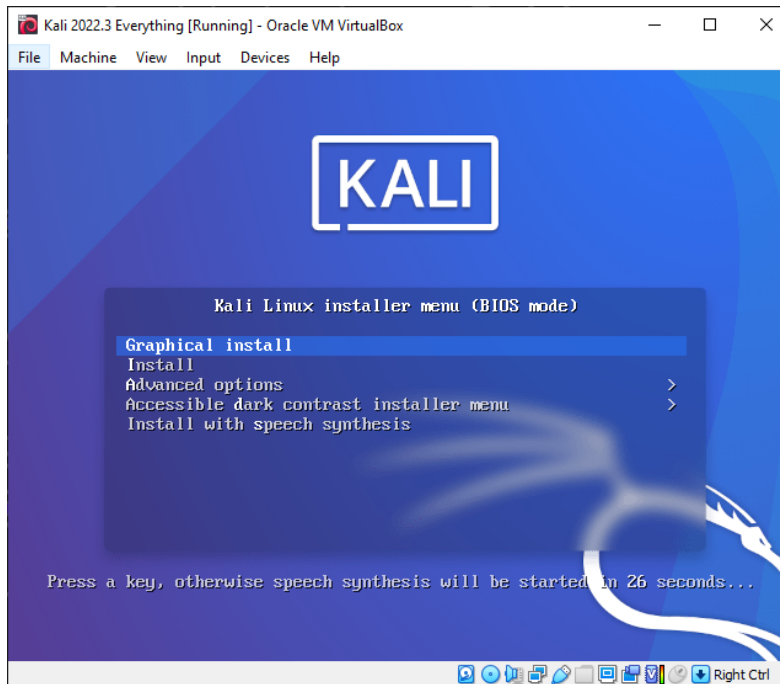 Kali 2022.3 Everything [Running] - Oracle VM VirtualBox
File Machine View Input Devices Help
KALI
Kali Linux installer menu (BIOS mode)
Graphical install
Install
Advanced options >
Accessible dark contrast installer menu >
Install with speech synthesis
Press a key, otherwise speech synthesis will be started in 26 seconds...
Right Ctrl